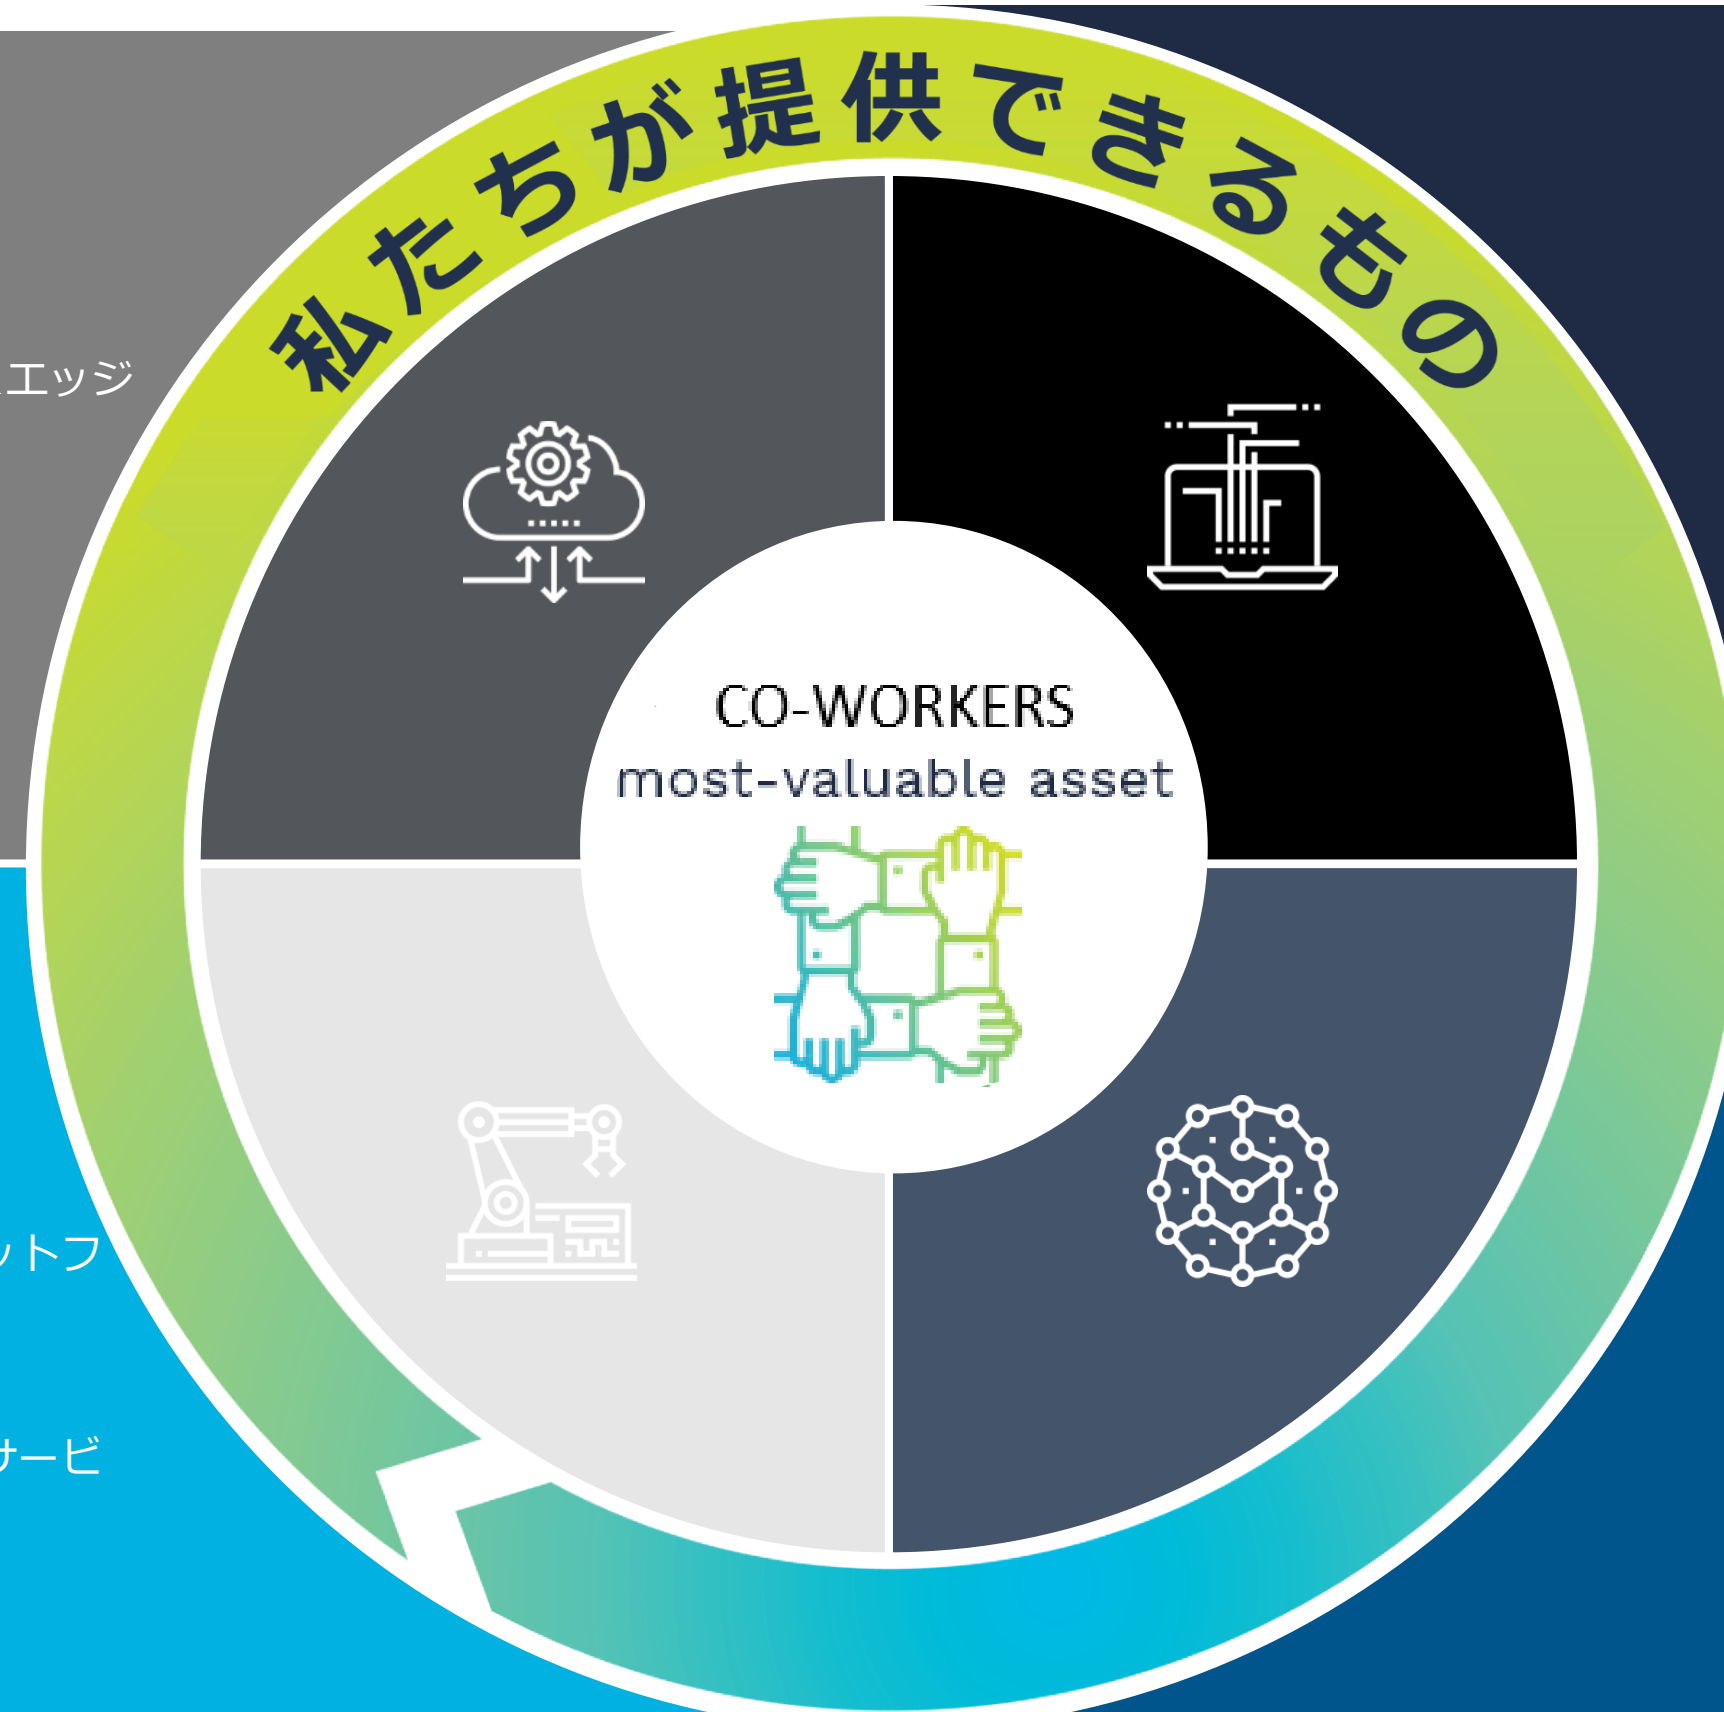 私たちが提供できるもの
エッジ
CO-WORKERS
most-valuable asset
ットフ
サービ